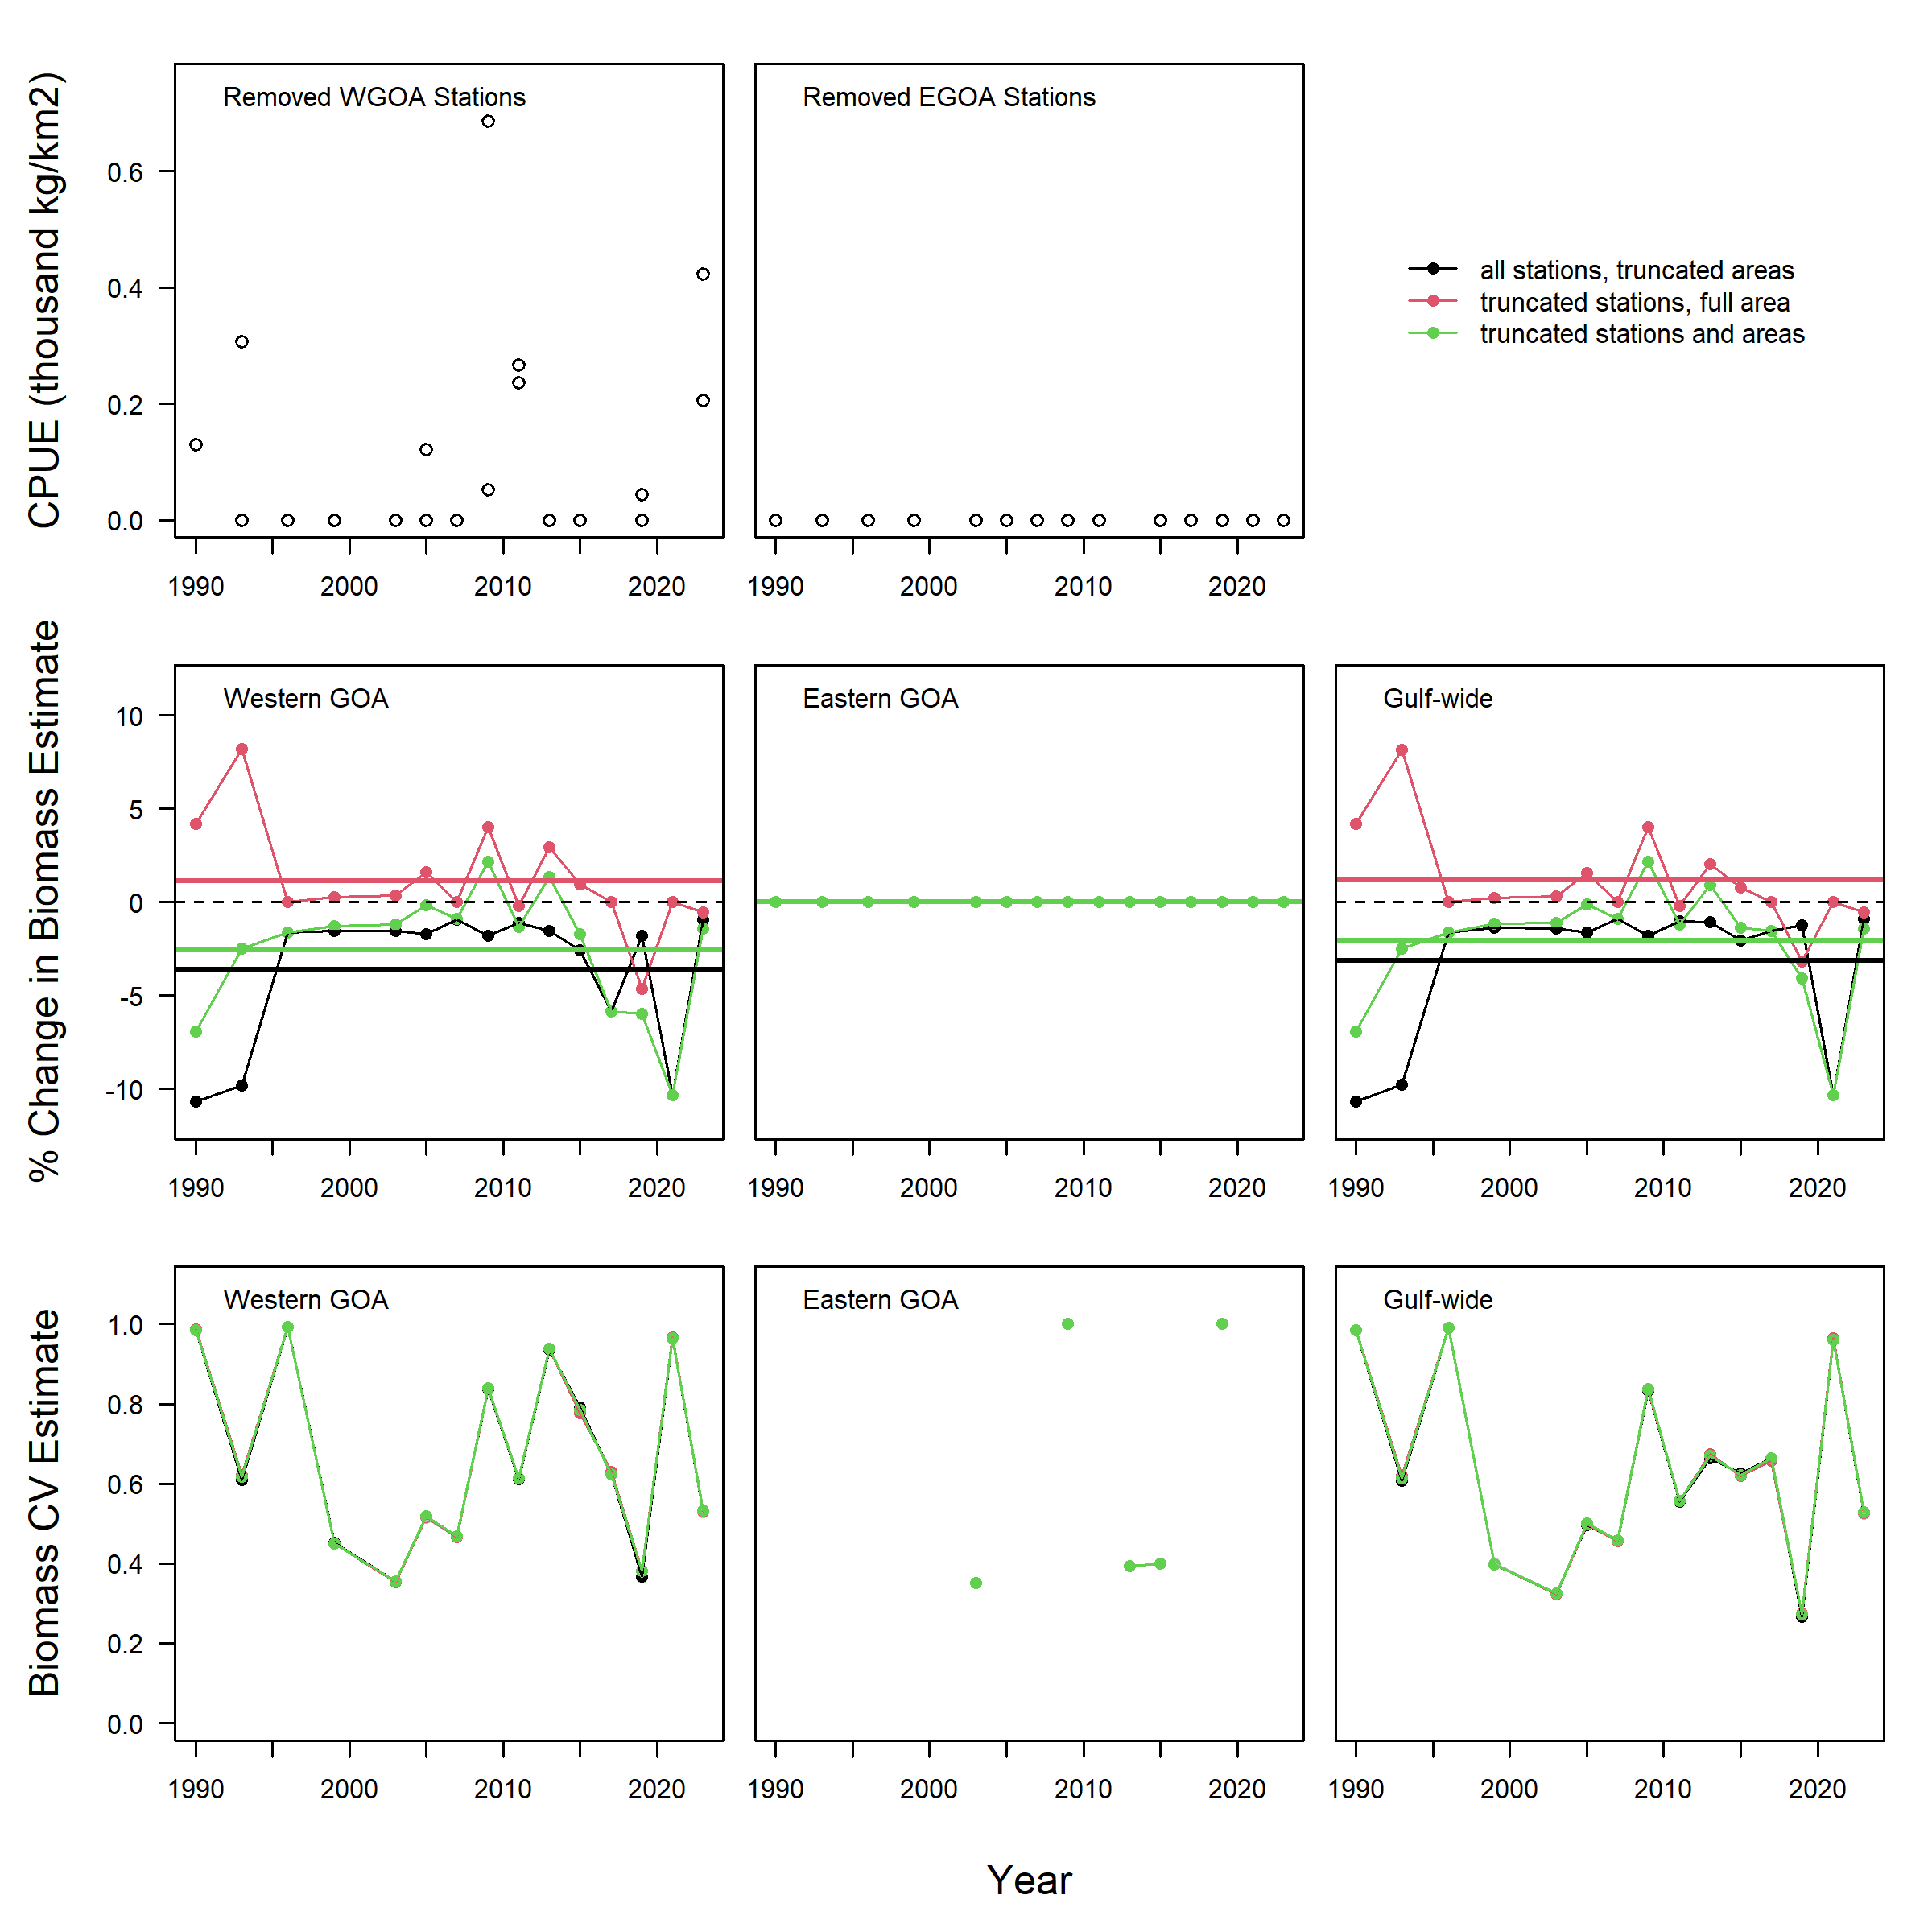 Removed WGOA Stations
Removed EGOA Stations
CPUE (thousand kg/km2)
0.6
0.4
0.2
0.0
1990 2000 2010 2020
1990 2000 2010 2020
all stations, truncated areas
truncated stations, full area
truncated stations and areas
% Change in Biomass Estimate
Western GOA
Eastern GOA
Gulf-wide
10
5
0
-5
-10
1990 2000 2010 2020
1990 2000 2010 2020
1990 2000 2010 2020
Biomass CV Estimate
Western GOA
Eastern GOA
Gulf-wide
1.0
0.8
0.6
0.4
0.2
0.0
1990 2000 2010 2020
1990 2000 2010 2020
1990 2000 2010 2020
Year